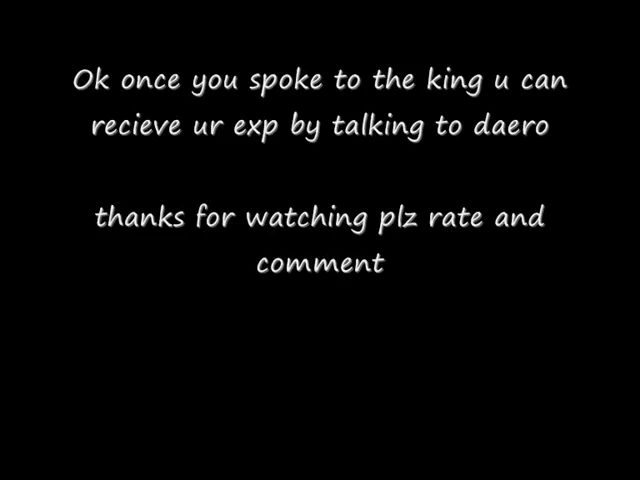 Ok once you spoke to the king u can
recieve ur exp by talking to daero
thanks for watching plz rate and
comment